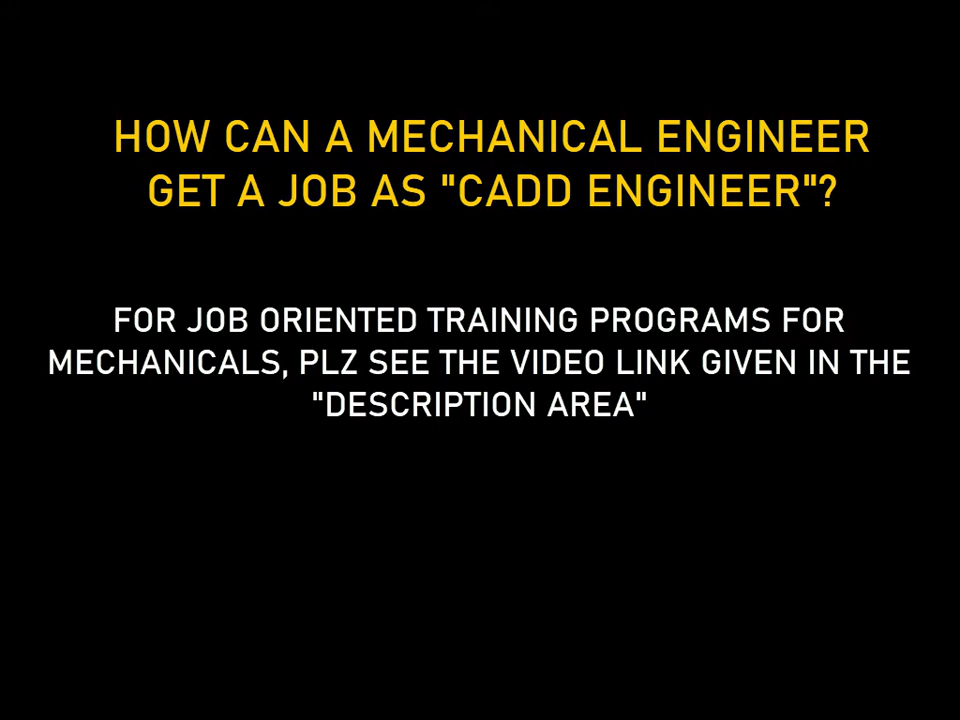 HOW CAN A MECHANICAL ENGINEER
GET A JOB AS "CADD ENGINEER"?
FOR JOB ORIENTED TRAINING PROGRAMS FOR
MECHANICALS, PLZ SEE THE VIDEO LINK GIVEN IN THE
"DESCRIPTION AREA"